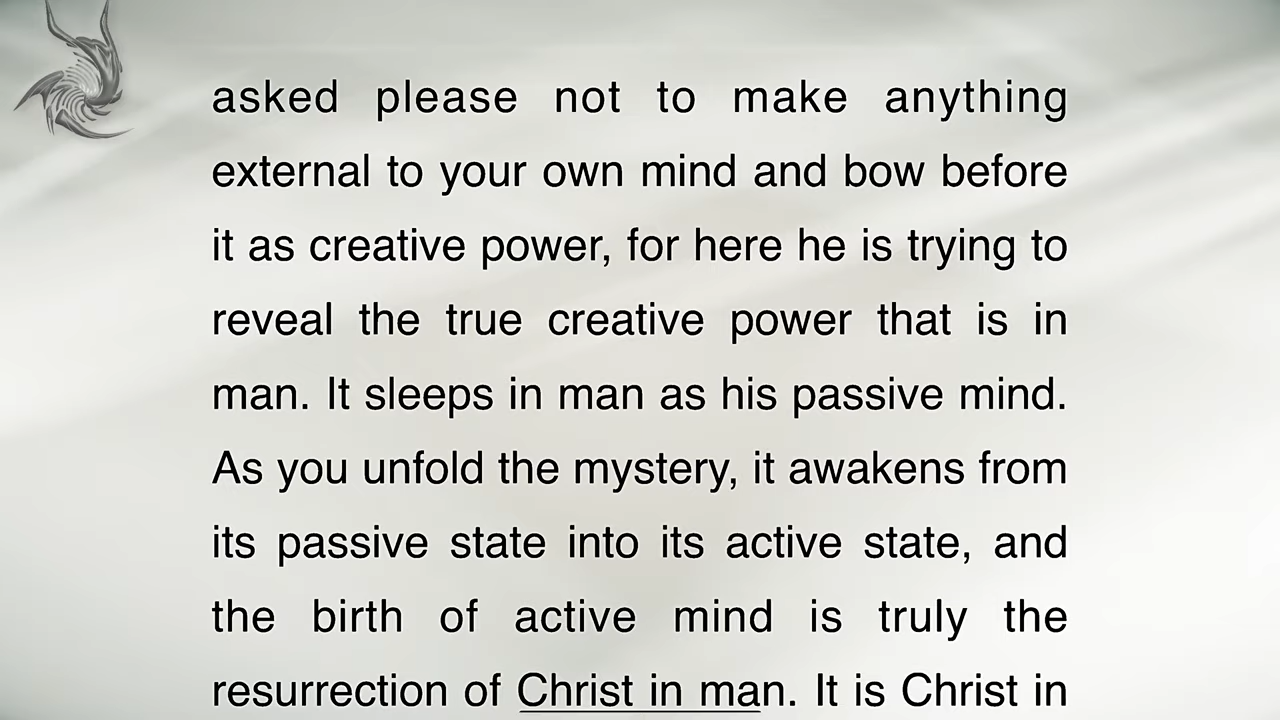 asked please not to make anything
external to your own mind and bow before
it as creative power, for here he is trying to
reveal the true creative power that is in
man. It sleeps in man as his passive mind.
As you unfold the mystery, it awakens from
its passive state into its active state, and
the birth of active mind is truly the
resurrection of Christ in man. It is Christ in